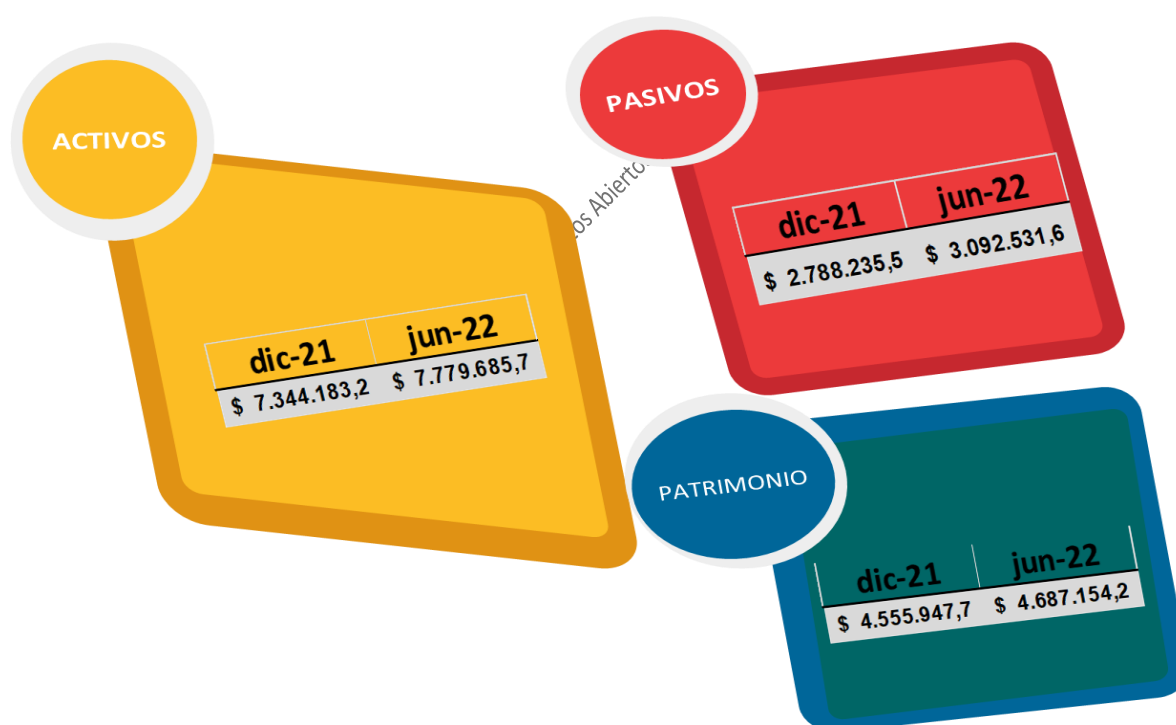 ACTIVOS
dic-21 jun-22
$ 7.344.183,2 $ 7.779.685,7
PASIVOS
dic-21 jun-22
$ 2.788.235,5 $ 3.092.531,6
Abiertos
PATRIMONIO
dic-21 jun-22
$ 4.555.947,7 $ 4.687.154,2